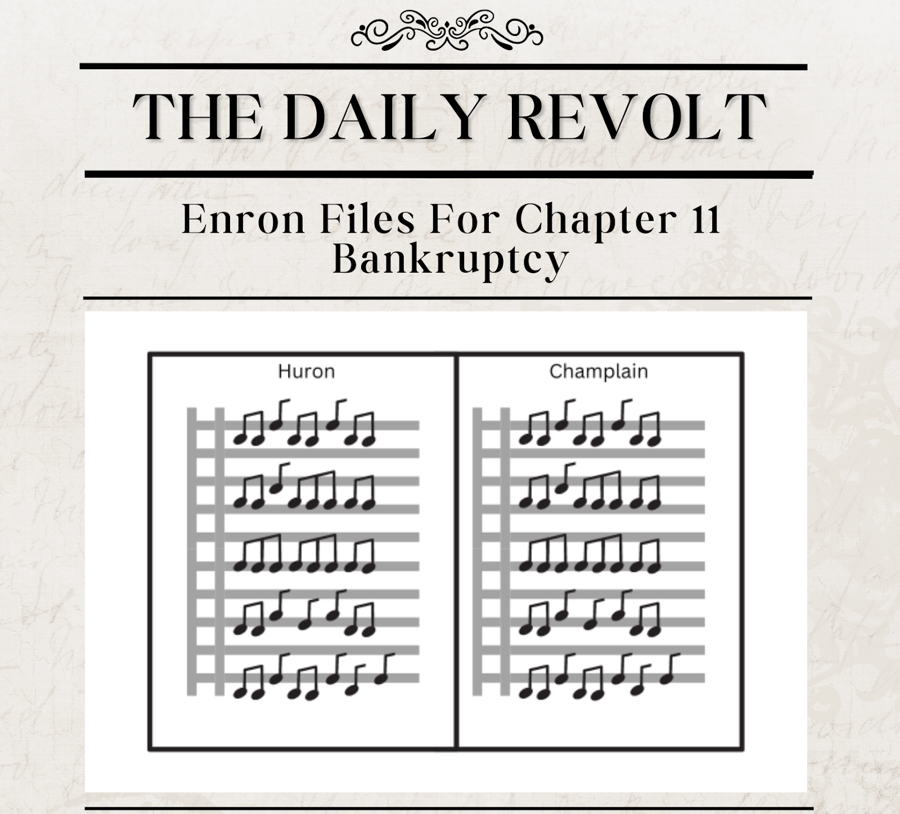 THE DAILY REVOLT
Enron Files For Chapter 11
Bankruptcy
Huron
Champlain